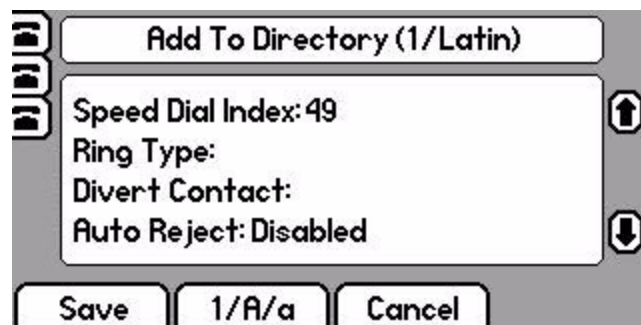 Add To Directory (1/Latin)
Speed Dial Index: 49
Ring Type:
Divert Contact:
Auto Reject: Disabled
Save 1/A/a Cancel